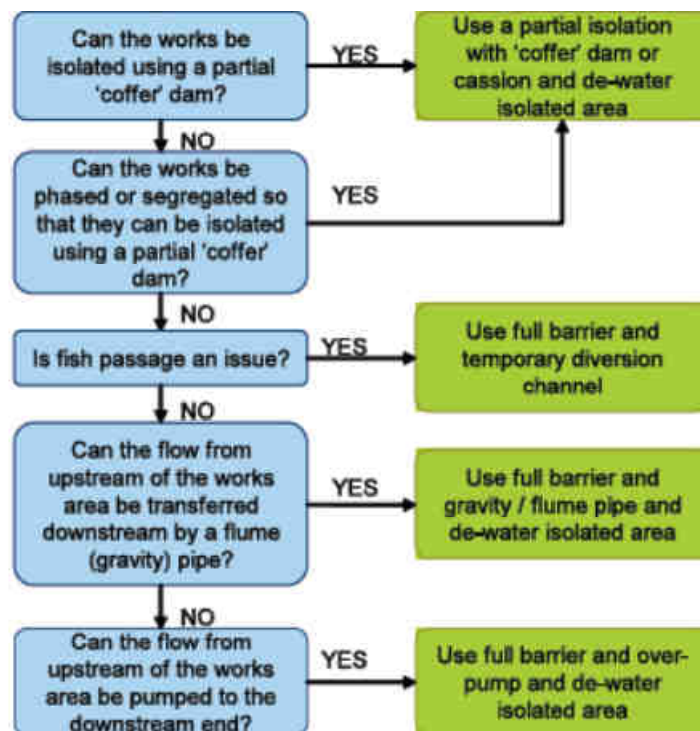 Can the works be
isolated using a partial
'coffer' dam?
YES
Use a partial isolation
with 'coffer' dam or
cassion and de-water
isolated area
NO
Can the works be
phased or segregated so
that they can be isolated
using a partial 'coffer'
dam?
YES
NO
Is fish passage an issue?
YES
Use full barrier and
temporary diversion
channel
NO
Can the flow from
upstream of the works
area be transferred
downstream by a flume
(gravity) pipe?
YES
Use full barrier and
gravity / flume pipe and
de-water isolated area
NO
Can the flow from
upstream of the works
area be pumped to the
downstream end?
YES
Use full barrier and over-
pump and de-water
isolated area